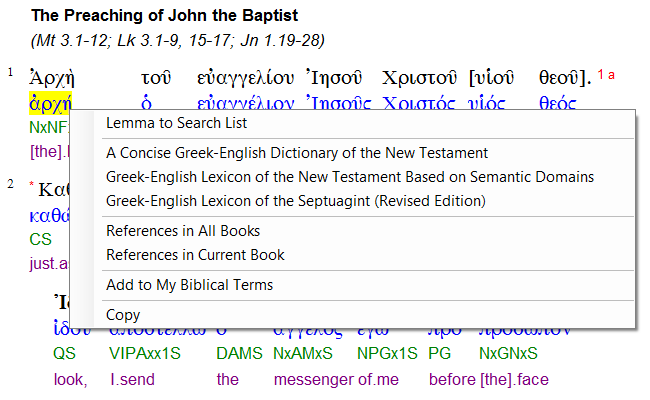 The Preaching of John the Baptist
(Mt 3.1-12; Lk 3.1-9, 15-17; Jn 1.19-28)
1 Ἀρχὴ τοῦ εὐαγγελίου Ἰησοῦ Χριστοῦ [υἱοῦ θεοῦ]. 1 a
ἀρχή ὁ εὐαγγέλιον Ἰησοῦς Χριστός υἱός θεός
Lemma to Search List
A Concise Greek-English Dictionary of the New Testament
Greek-English Lexicon of the New Testament Based on Semantic Domains
Greek-English Lexicon of the Septuagint (Revised Edition)
References in All Books
References in Current Book
Add to My Biblical Terms
Copy
2 *
CS
QS VIPAxx1S DAMS NxAMxS NPGx1S PG NxGNxS
look, I.send the messenger of.me before [the].face